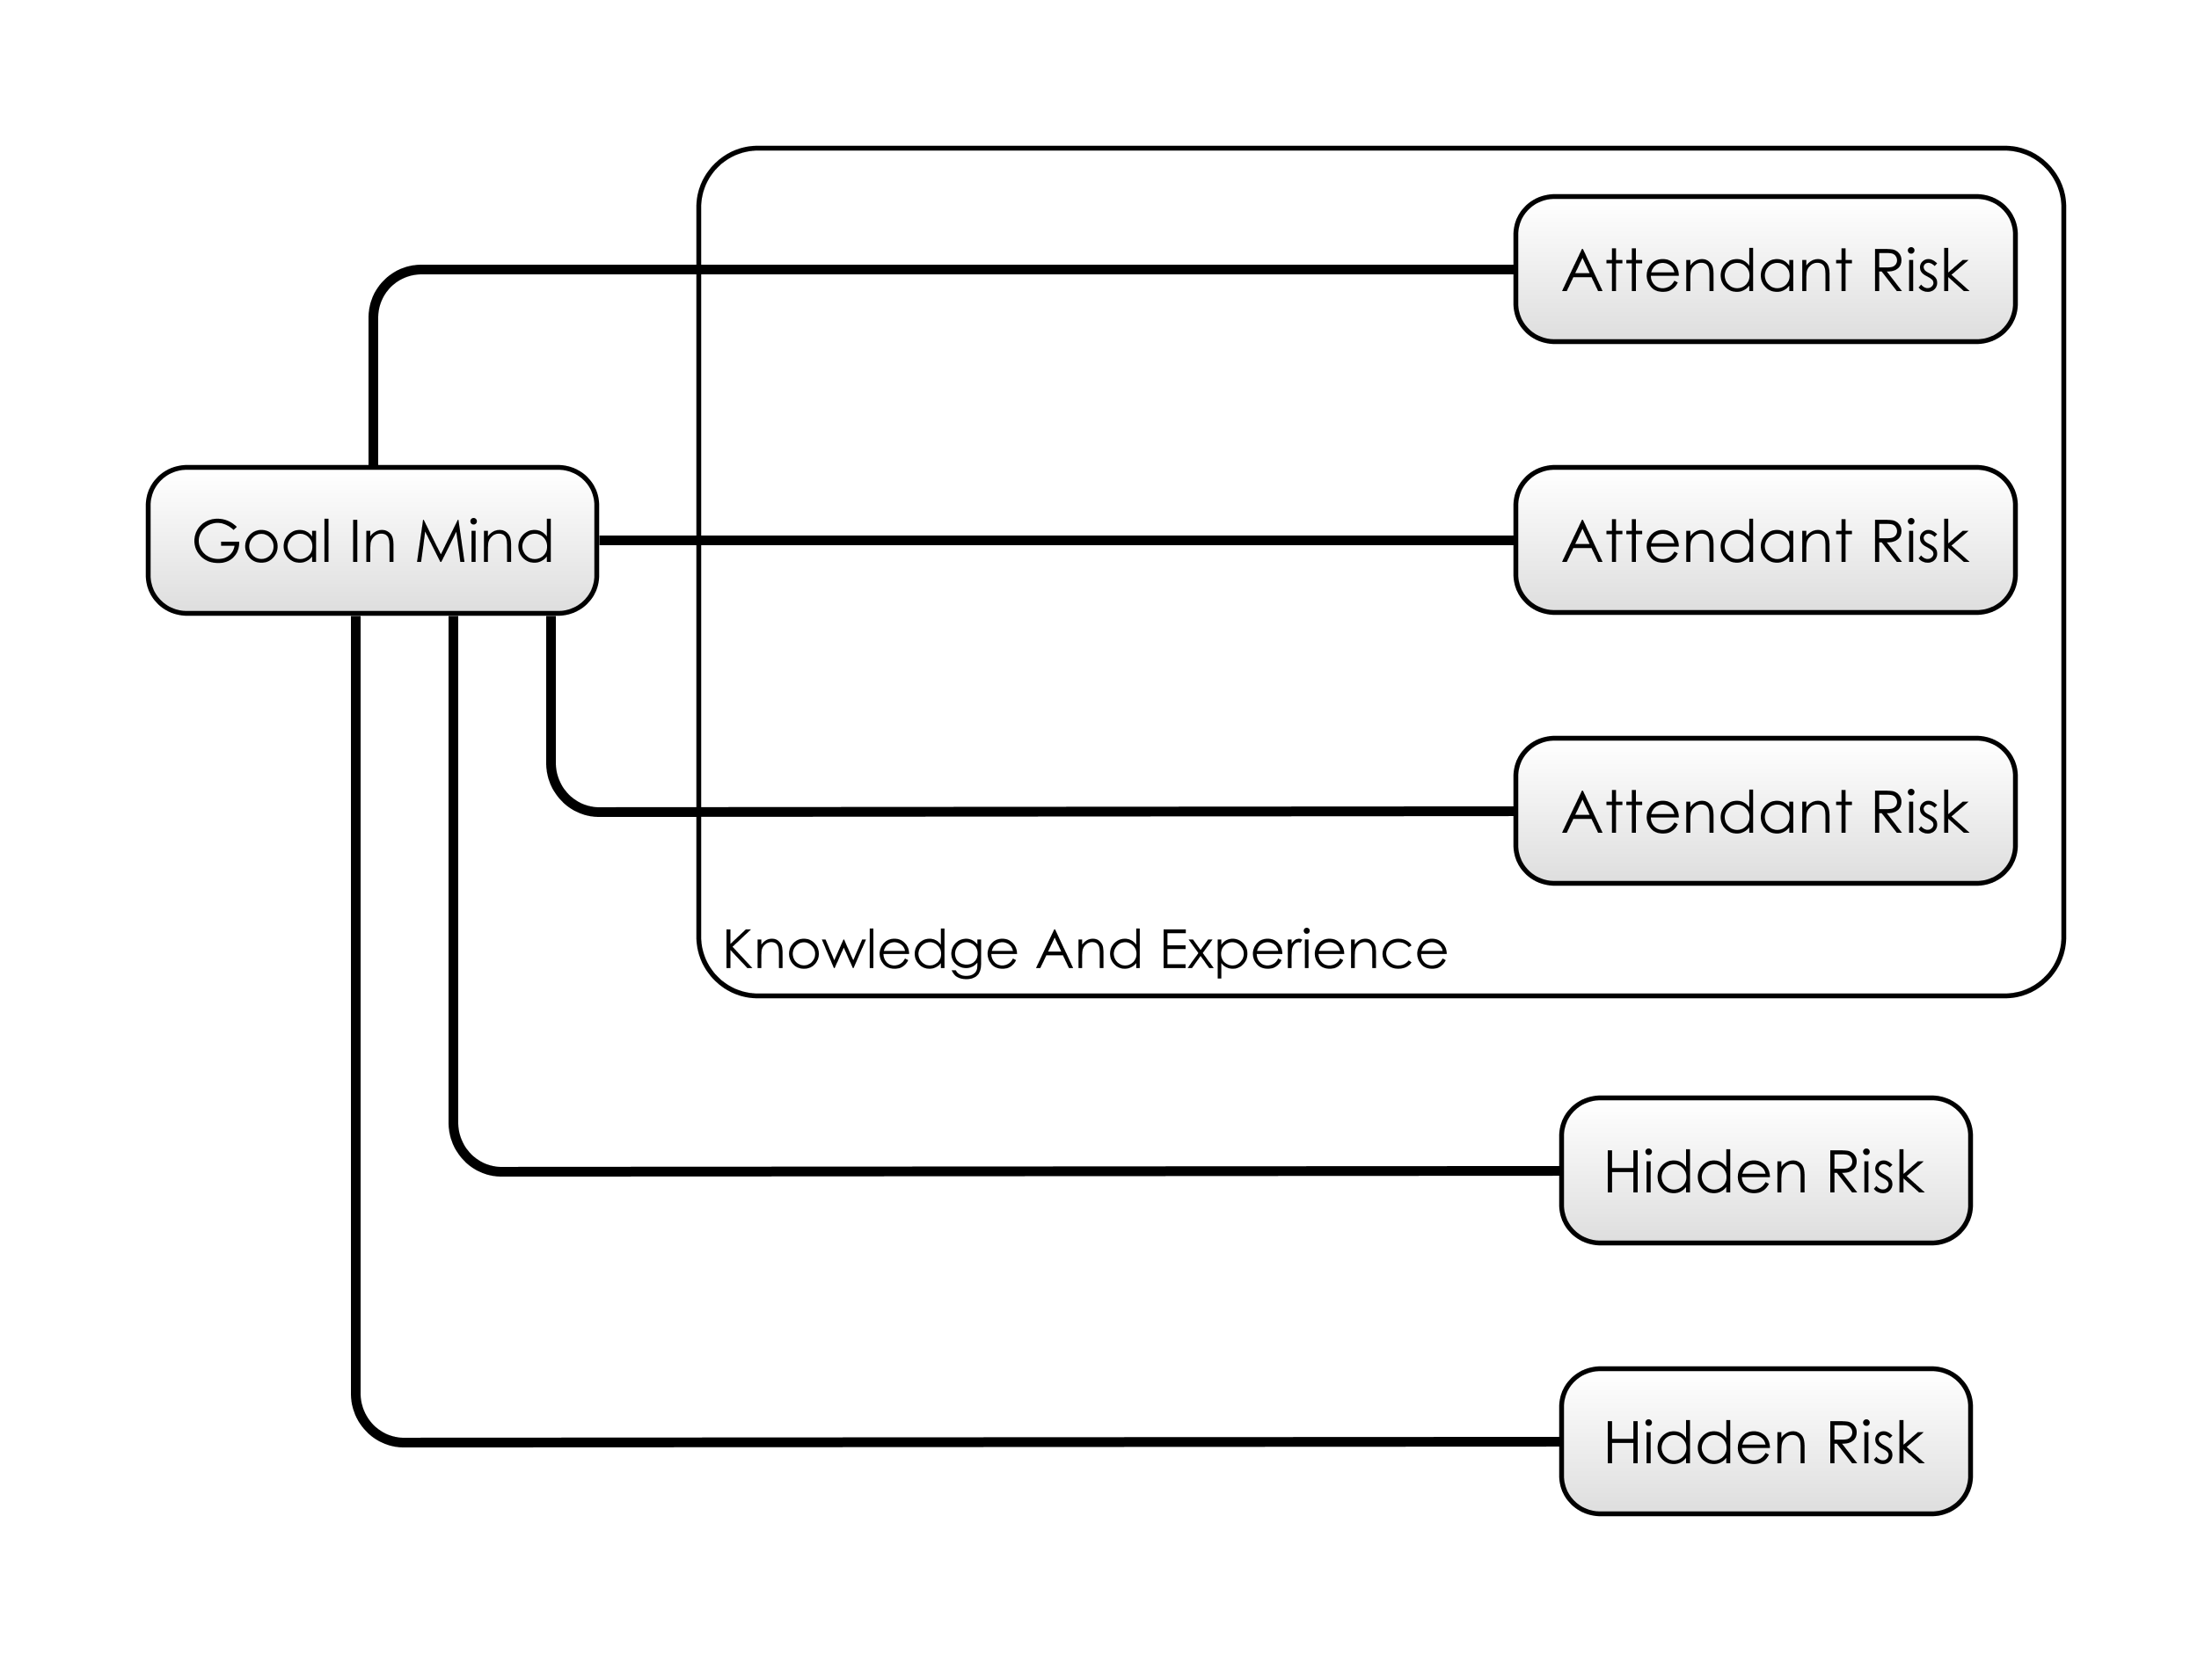 Attendant Risk
Goal In Mind
Attendant Risk
Attendant Risk
Knowledge And Experience
Hidden Risk
Hidden Risk